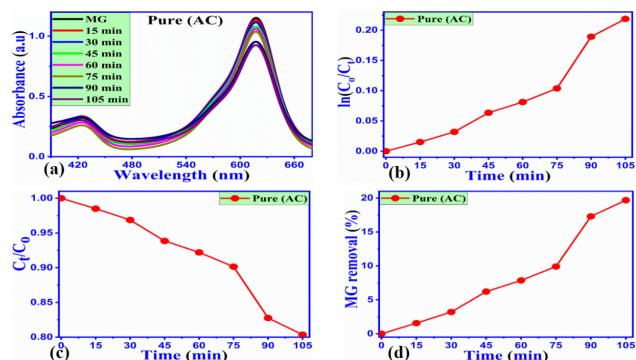 MG
15 min
30 min
45 min
60 min
75 min
90 min
105 min
Pure (AC)
Absorbance (a.u)
1.0
0.5
0.0
420 480 540 600 660
Wavelength (nm)
(a)
Pure (AC)
ln(C₀/Cₜ)
0.20
0.15
0.10
0.05
0.00
0 15 30 45 60 75 90 105
Time (min)
(b)
Pure (AC)
Cₜ/C₀
1.00
0.95
0.90
0.85
0.80
0 15 30 45 60 75 90 105
Time (min)
(c)
Pure (AC)
MG removal (%)
20
15
10
5
0
0 15 30 45 60 75 90 105
Time (min)
(d)